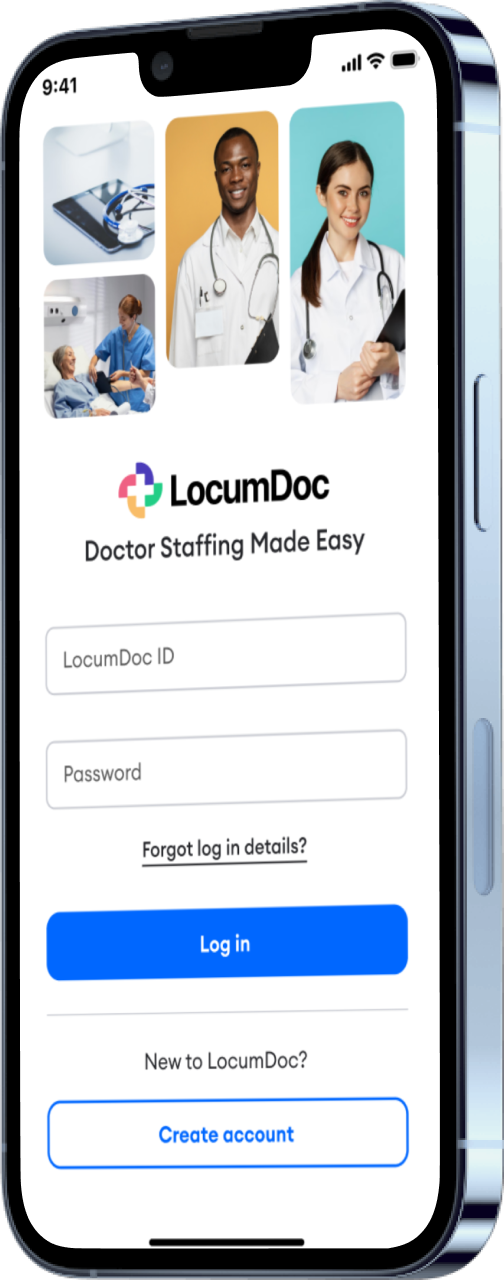 9:41
LocumDoc
Doctor Staffing Made Easy
LocumDoc ID
Password
Forgot log in details?
Log in
New to LocumDoc?
Create account